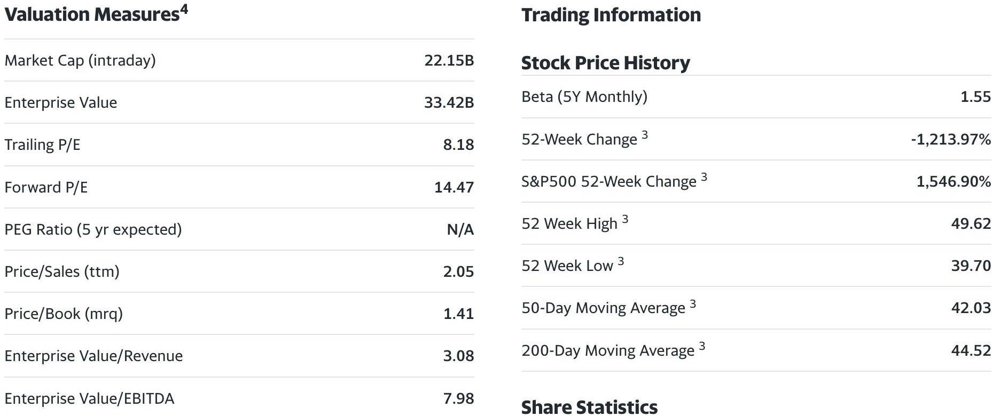 Valuation Measures4
Market Cap (intraday) 22.15B
Enterprise Value 33.42B
Trailing P/E 8.18
Forward P/E 14.47
PEG Ratio (5 yr expected) N/A
Price/Sales (ttm) 2.05
Price/Book (mrq) 1.41
Enterprise Value/Revenue 3.08
Enterprise Value/EBITDA 7.98
Trading Information
Stock Price History
Beta (5Y Monthly) 1.55
52-Week Change 3 -1,213.97%
S&P500 52-Week Change 3 1,546.90%
52 Week High 3 49.62
52 Week Low 3 39.70
50-Day Moving Average 3 42.03
200-Day Moving Average 3 44.52
Share Statistics